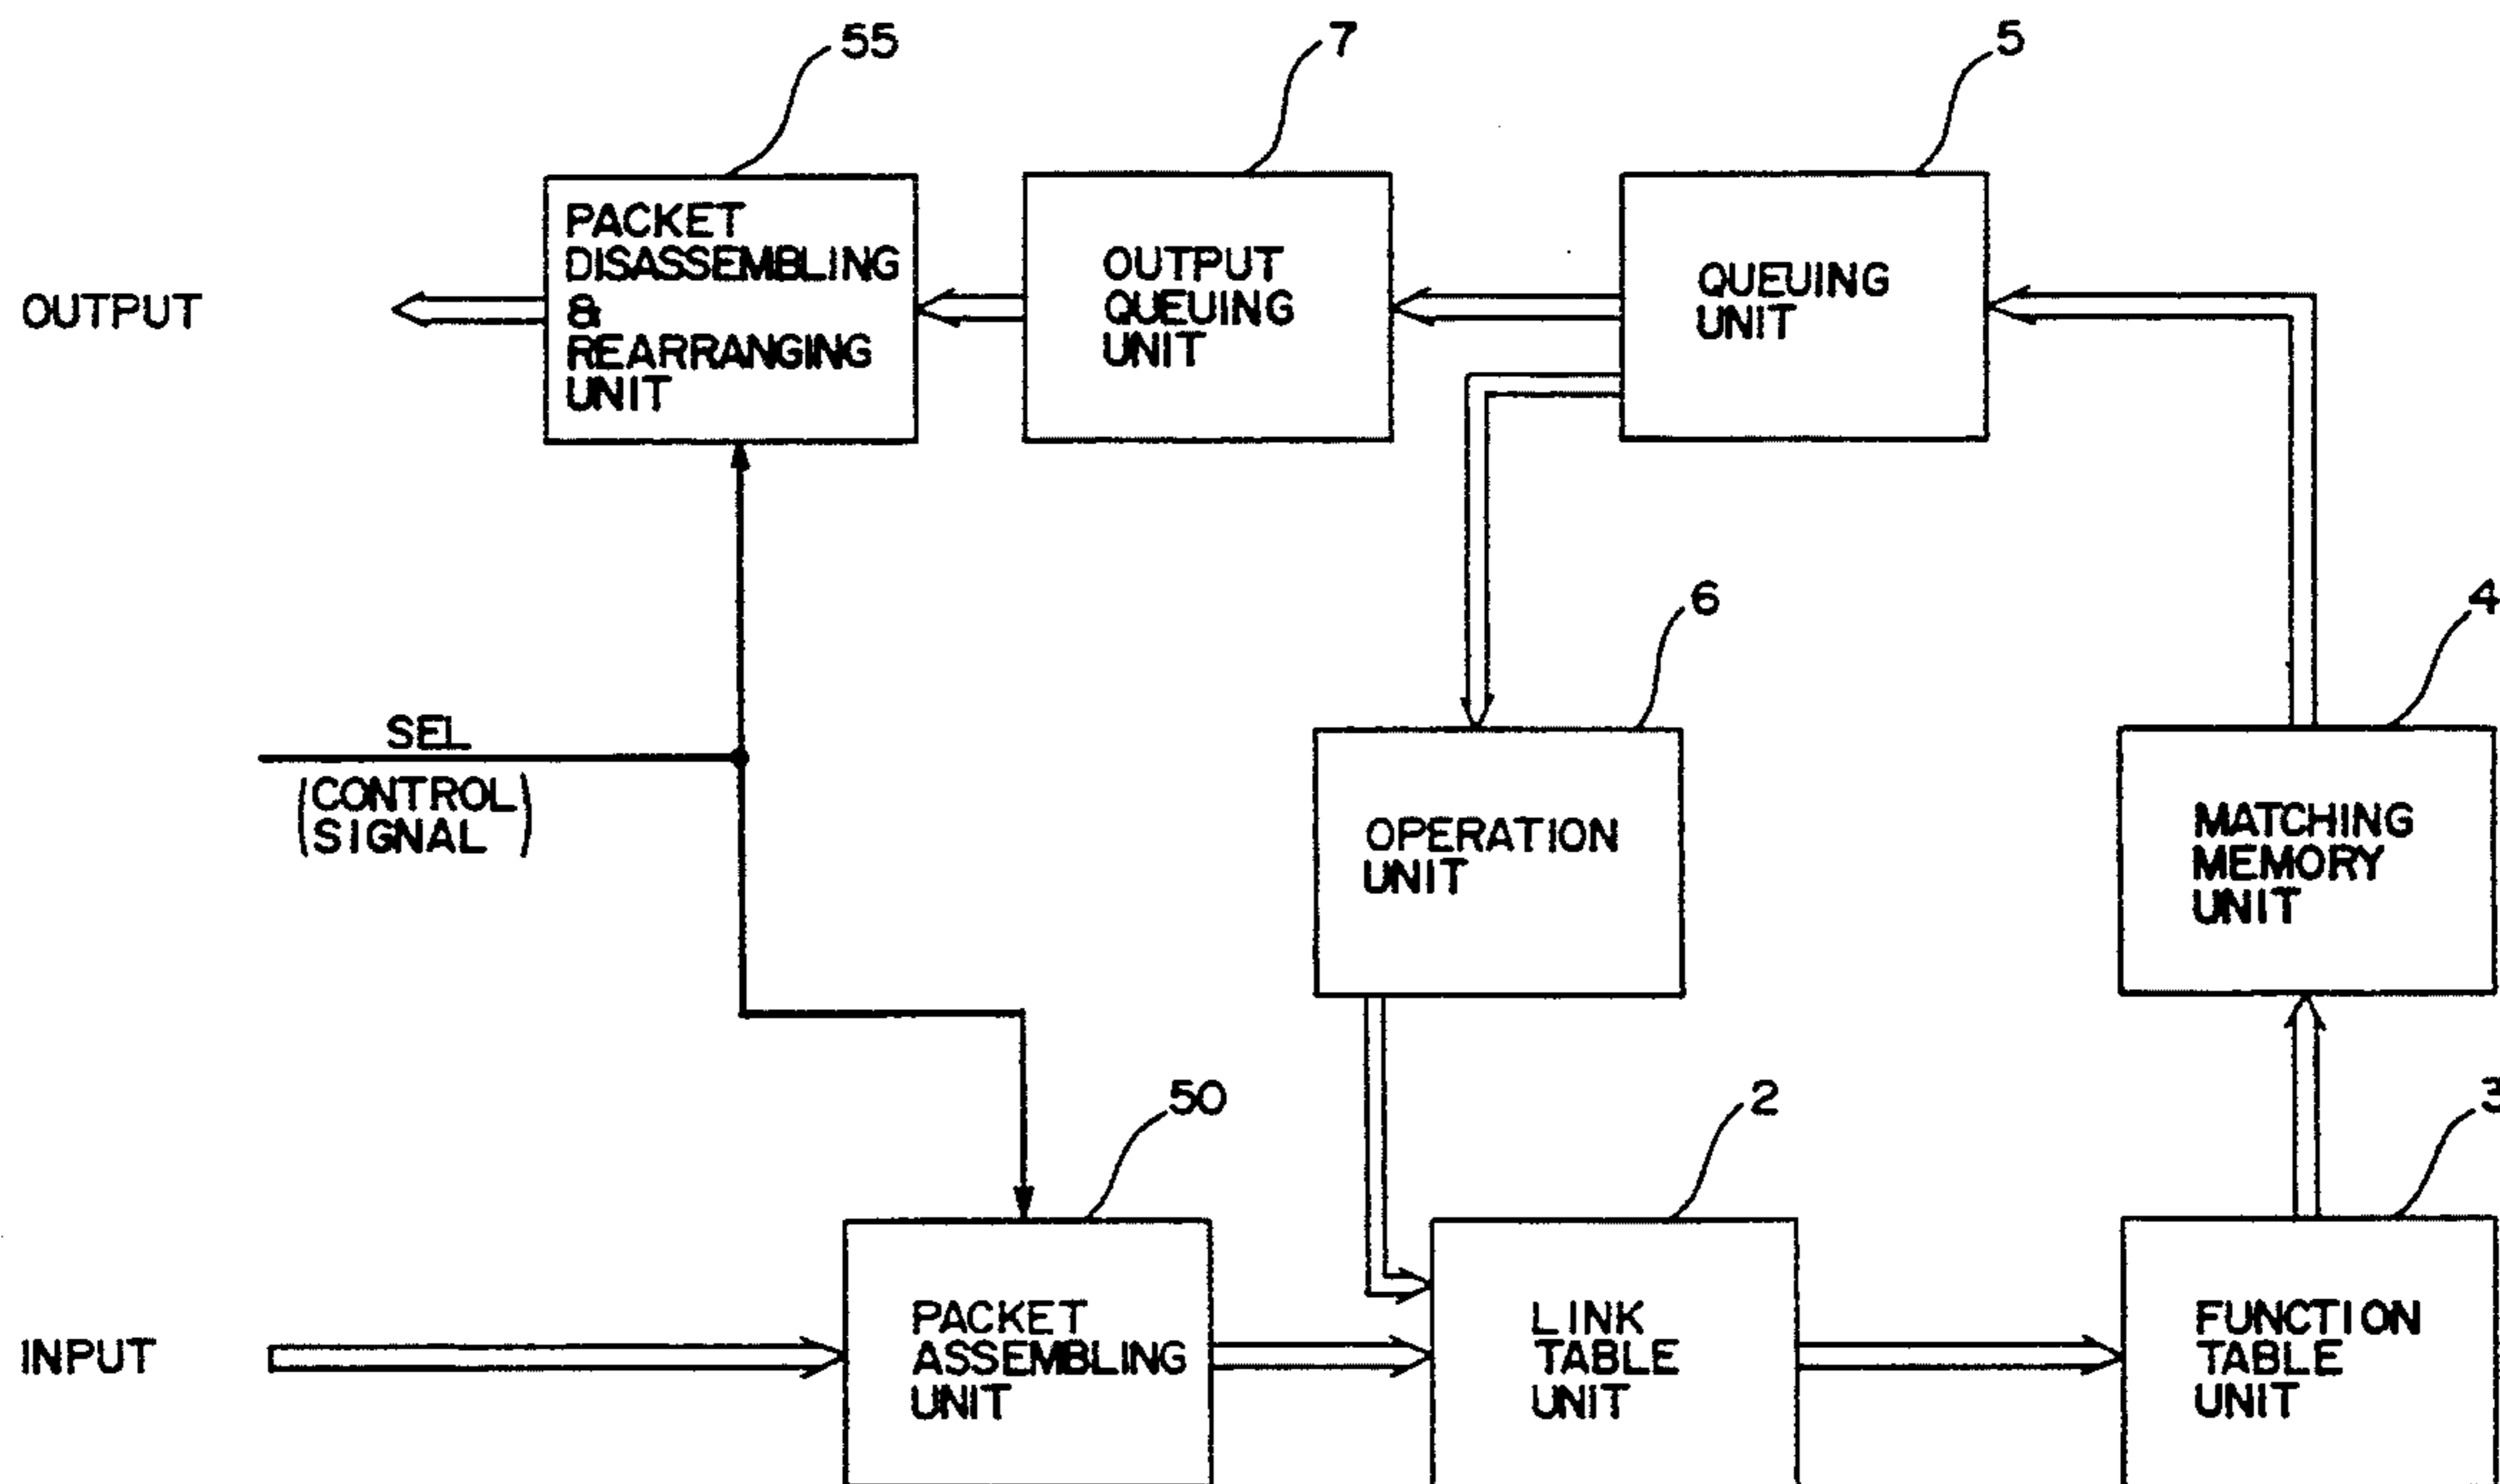 55
7
5
PACKET
DISASSEMBLING
&
REARRANGING
UNIT
OUTPUT
QUEUING
UNIT
QUEUING
UNIT
OUTPUT
6
4
SEL
(CONTROL
SIGNAL)
OPERATION
UNIT
MATCHING
MEMORY
UNIT
50
2
3
PACKET
ASSEMBLING
UNIT
LINK
TABLE
UNIT
FUNCTION
TABLE
UNIT
INPUT